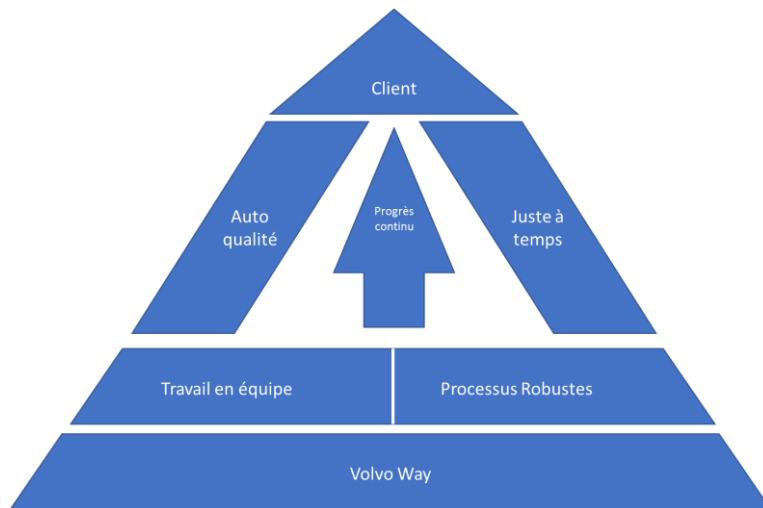 Client
Auto
qualité
Progrès
continu
Juste à
temps
Travail en équipe
Processus Robustes
Volvo Way